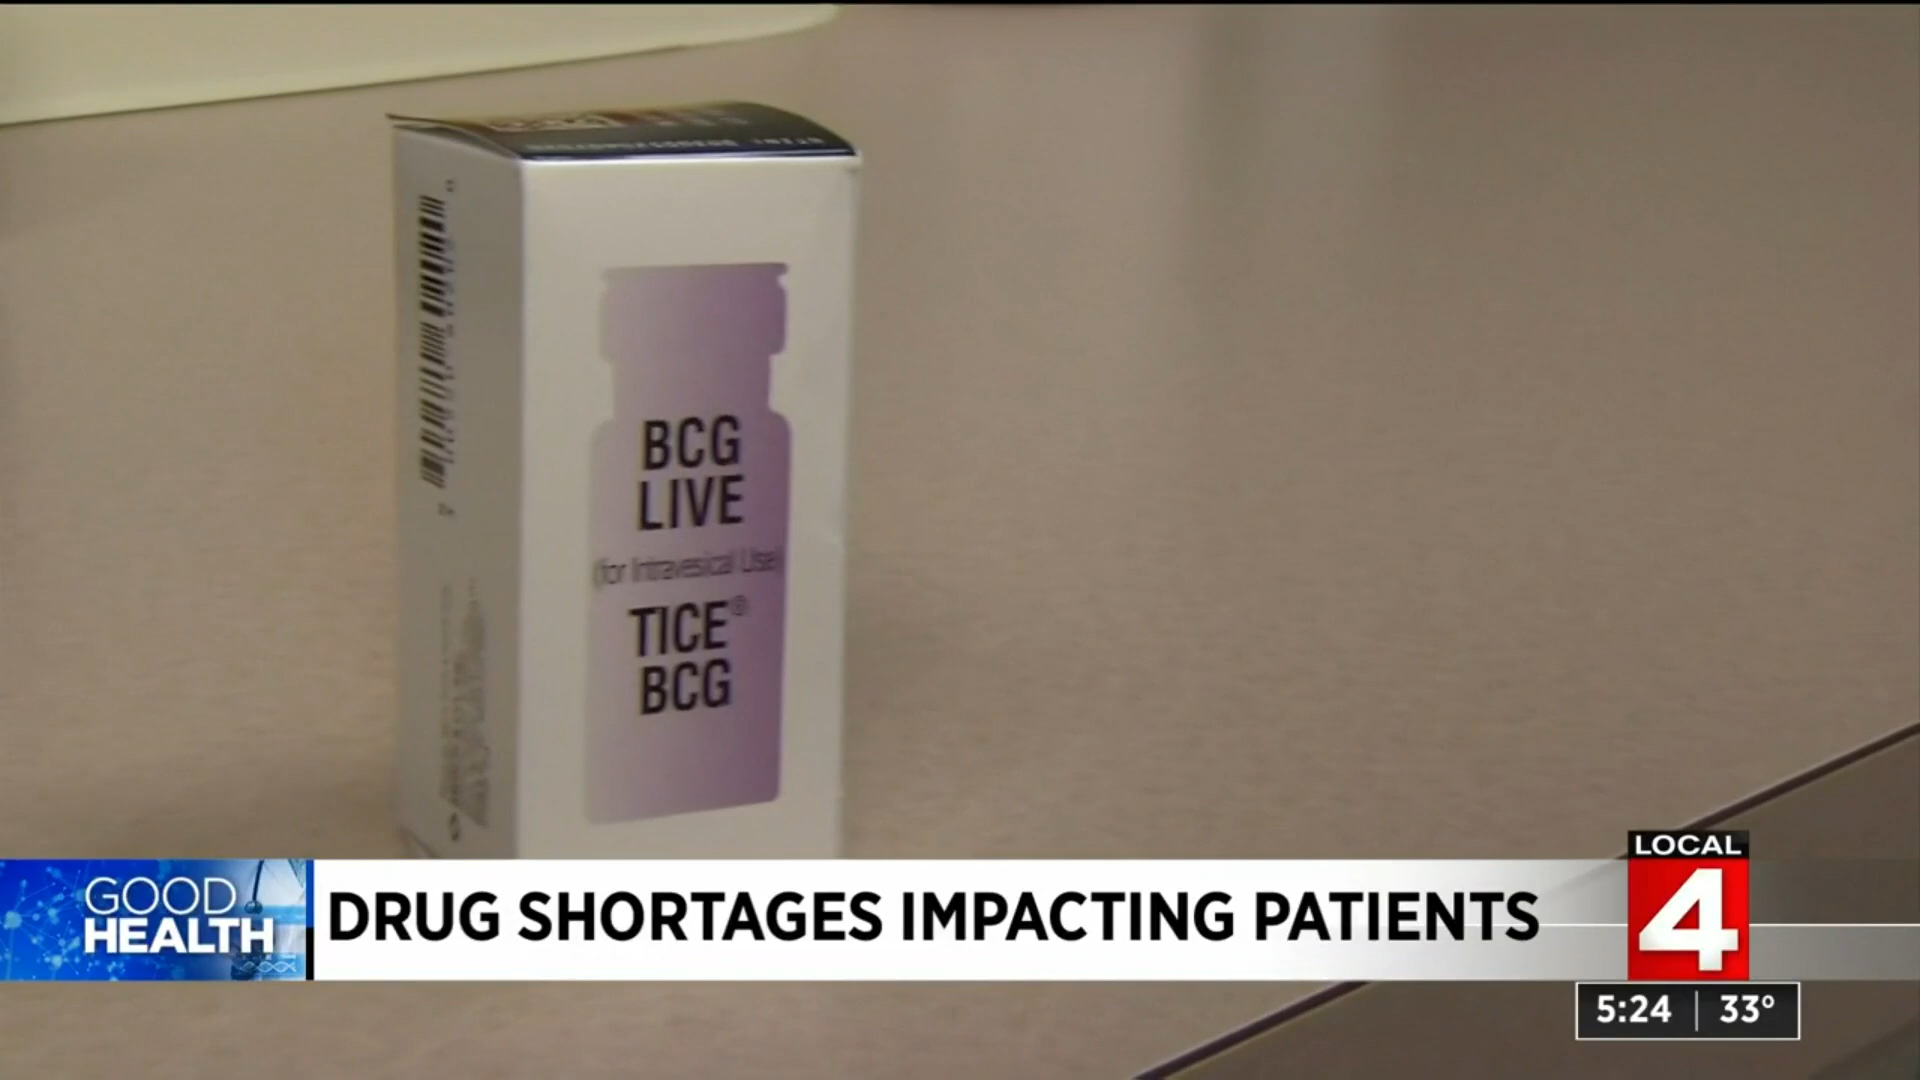 BCG
LIVE
(for Intravesical Use)
TICE®
BCG
GOOD
HEALTH
DRUG SHORTAGES IMPACTING PATIENTS
LOCAL
4
5:24 33°